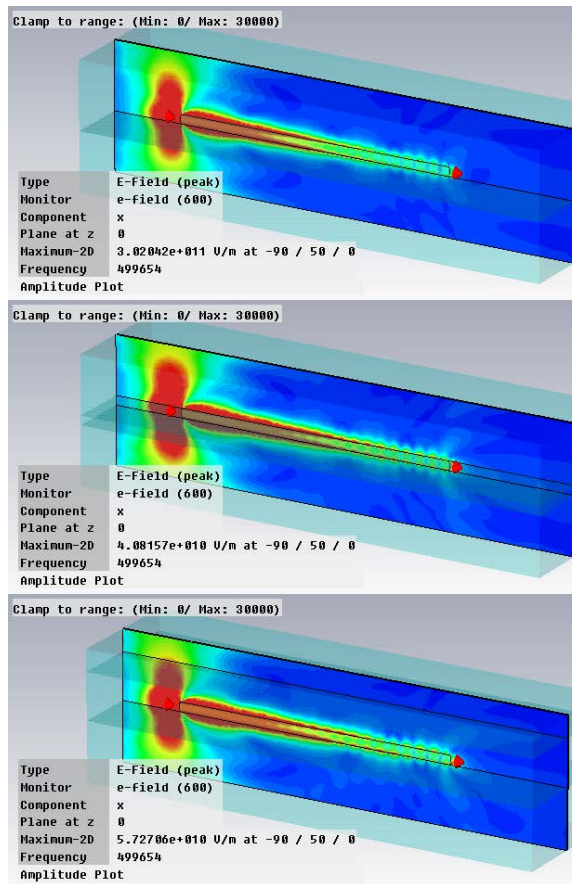 Clamp to range: (Min: 0/ Max: 30000)
Type E-Field (peak)
Monitor e-field (600)
Component x
Plane at z 0
Maximum-2D 3.02042e+011 V/m at -90 / 50 / 0
Frequency 499654
Amplitude Plot
Clamp to range: (Min: 0/ Max: 30000)
Type E-Field (peak)
Monitor e-field (600)
Component x
Plane at z 0
Maximum-2D 4.08157e+010 V/m at -90 / 50 / 0
Frequency 499654
Amplitude Plot
Clamp to range: (Min: 0/ Max: 30000)
Type E-Field (peak)
Monitor e-field (600)
Component x
Plane at z 0
Maximum-2D 5.72706e+010 V/m at -90 / 50 / 0
Frequency 499654
Amplitude Plot